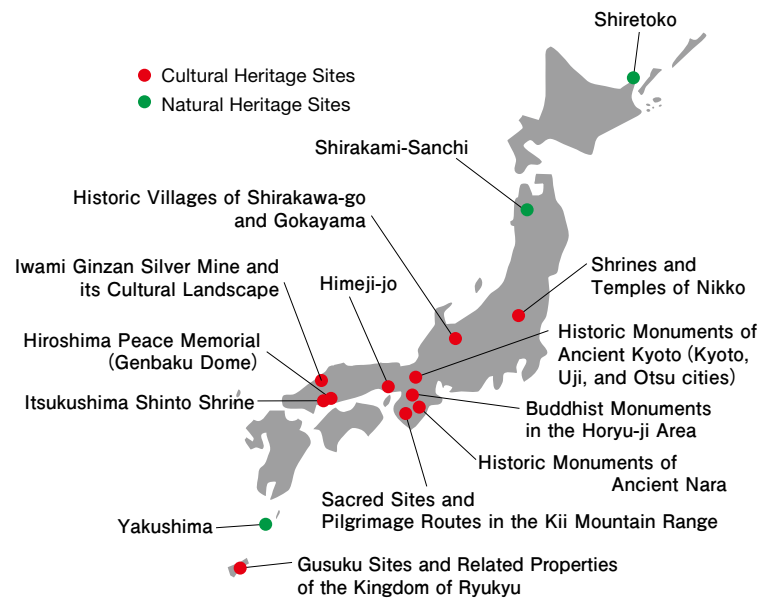 Shiretoko
Cultural Heritage Sites
Natural Heritage Sites
Shirakami-Sanchi
Historic Villages of Shirakawa-go
and Gokayama
Iwami Ginzan Silver Mine and
its Cultural Landscape
Himeji-jo
Shrines and
Temples of Nikko
Hiroshima Peace Memorial
(Genbaku Dome)
Historic Monuments of
Ancient Kyoto (Kyoto,
Uji, and Otsu cities)
Itsukushima Shinto Shrine
Buddhist Monuments
in the Horyu-ji Area
Historic Monuments of
Ancient Nara
Sacred Sites and
Pilgrimage Routes in the Kii Mountain Range
Yakushima
Gusuku Sites and Related Properties
of the Kingdom of Ryukyu